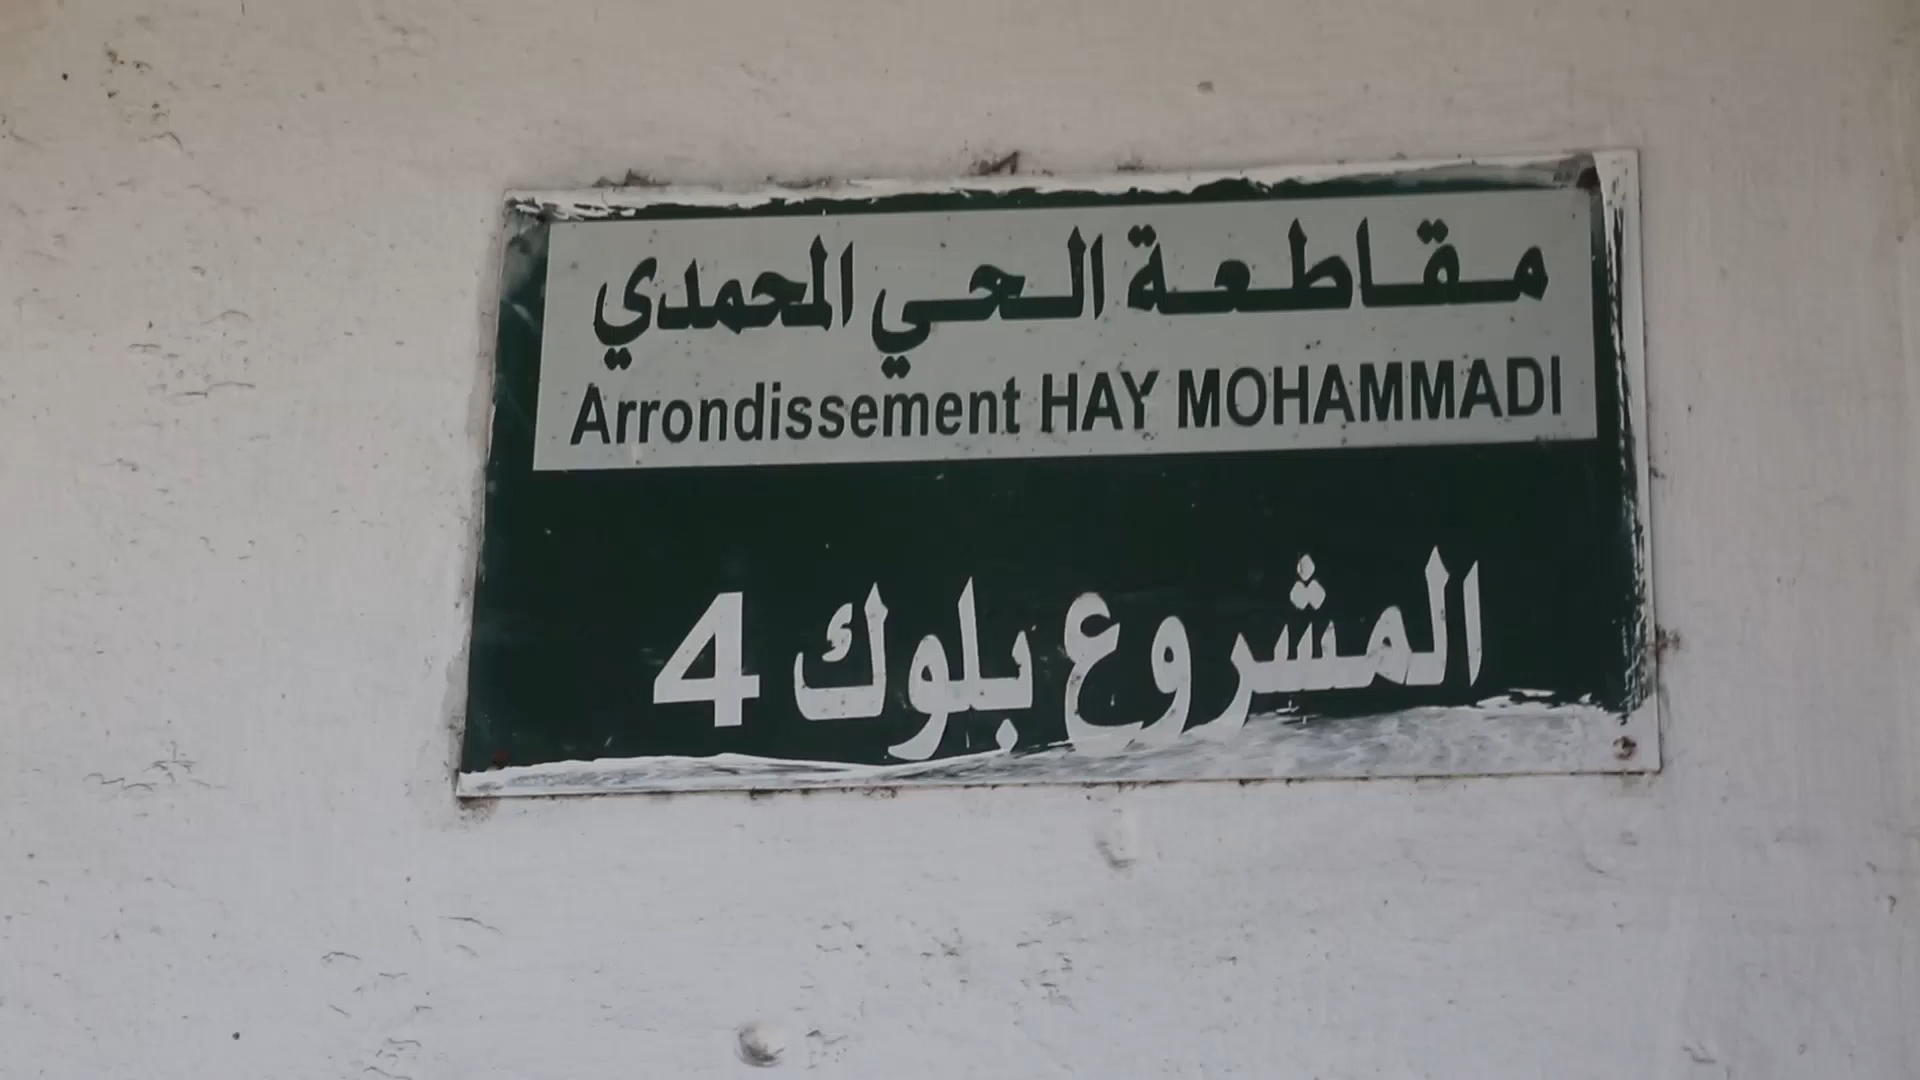 مقاطعة الحي المحمدي
Arrondissement HAY MOHAMMADI
المشروع بلوك 4